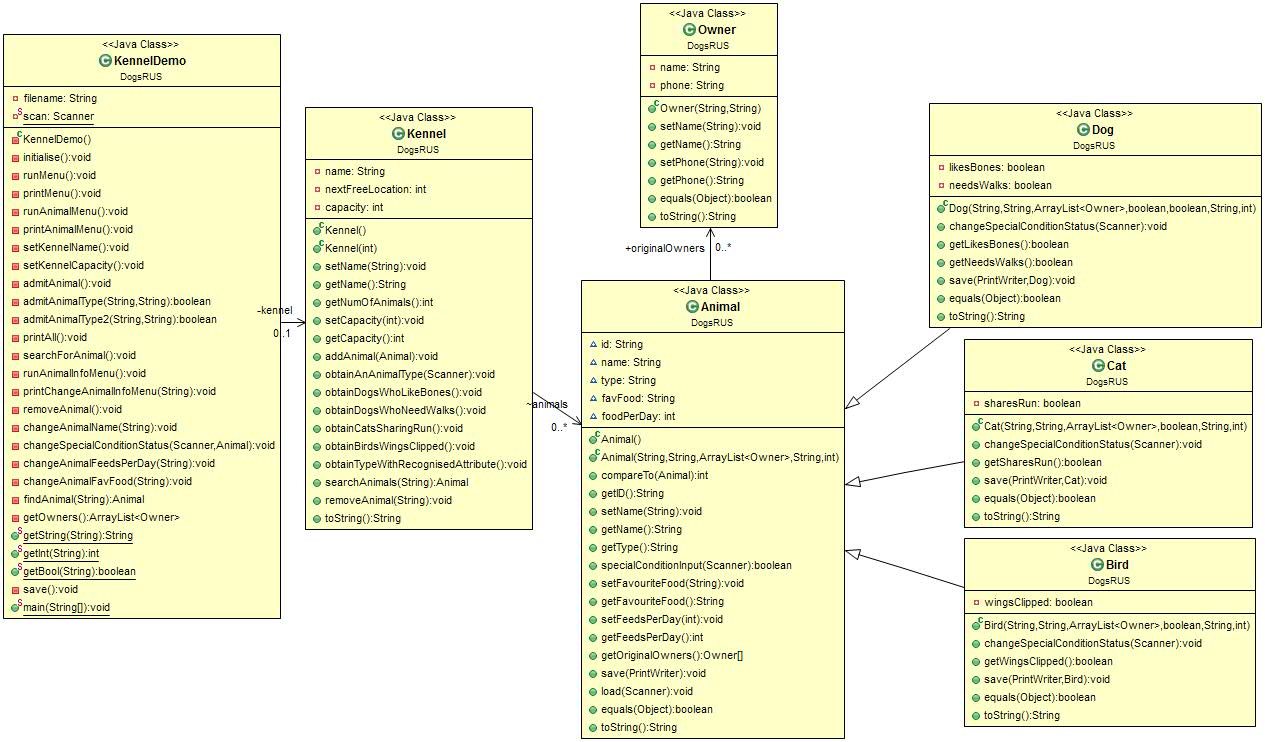 <<Java Class>>
KennelDemo
DogsRUS
filename: String
scan: Scanner
KennelDemo()
initialise():void
runMenu():void
printMenu():void
runAnimalMenu():void
printAnimalMenu():void
setKennelName():void
setKennelCapacity():void
admitAnimal():void
admitAnimalType(String,String):boolean
admitAnimalType2(String,String):boolean
printAll():void
searchForAnimal():void
runAnimalInfoMenu():void
printChangeAnimalInfoMenu(String):void
removeAnimal():void
changeAnimalName(String):void
changeSpecialConditionStatus(Scanner,Animal):void
changeAnimalFeedsPerDay(String):void
changeAnimalFavFood(String):void
findAnimal(String):Animal
getOwners():ArrayList<Owner>
getString(String):String
getInt(String):int
getBool(String):boolean
save():void
main(String[]):void
-kennel
0..1
<<Java Class>>
Kennel
DogsRUS
name: String
nextFreeLocation: int
capacity: int
Kennel()
Kennel(int)
setName(String):void
getName():String
getNumOfAnimals():int
setCapacity(int):void
getCapacity():int
addAnimal(Animal):void
obtainAnAnimalType(Scanner):void
obtainDogsWhoLikeBones():void
obtainDogsWhoNeedWalks():void
obtainCatsSharingRun():void
obtainBirdsWingsClipped():void
obtainTypeWithRecognisedAttribute():void
searchAnimals(String):Animal
removeAnimal(String):void
toString():String
~animals
0..*
<<Java Class>>
Owner
DogsRUS
name: String
phone: String
Owner(String,String)
setName(String):void
getName():String
setPhone(String):void
getPhone():String
equals(Object):boolean
toString():String
+originalOwners
0..*
<<Java Class>>
Animal
DogsRUS
id: String
name: String
type: String
favFood: String
foodPerDay: int
Animal()
Animal(String,String,ArrayList<Owner>,String,int)
compareTo(Animal):int
getID():String
setName(String):void
getName():String
getType():String
specialConditionInput(Scanner):boolean
setFavouriteFood(String):void
getFavouriteFood():String
setFeedsPerDay(int):void
getFeedsPerDay():int
getOriginalOwners():Owner[]
save(PrintWriter):void
load(Scanner):void
equals(Object):boolean
toString():String
<<Java Class>>
Dog
DogsRUS
likesBones: boolean
needsWalks: boolean
Dog(String,String,ArrayList<Owner>,boolean,boolean,String,int)
changeSpecialConditionStatus(Scanner):void
getLikesBones():boolean
getNeedsWalks():boolean
save(PrintWriter,Dog):void
equals(Object):boolean
toString():String
<<Java Class>>
Cat
DogsRUS
sharesRun: boolean
Cat(String,String,ArrayList<Owner>,boolean,String,int)
changeSpecialConditionStatus(Scanner):void
getSharesRun():boolean
save(PrintWriter,Cat):void
equals(Object):boolean
toString():String
<<Java Class>>
Bird
DogsRUS
wingsClipped: boolean
Bird(String,String,ArrayList<Owner>,boolean,String,int)
changeSpecialConditionStatus(Scanner):void
getWingsClipped():boolean
save(PrintWriter,Bird):void
equals(Object):boolean
toString():String